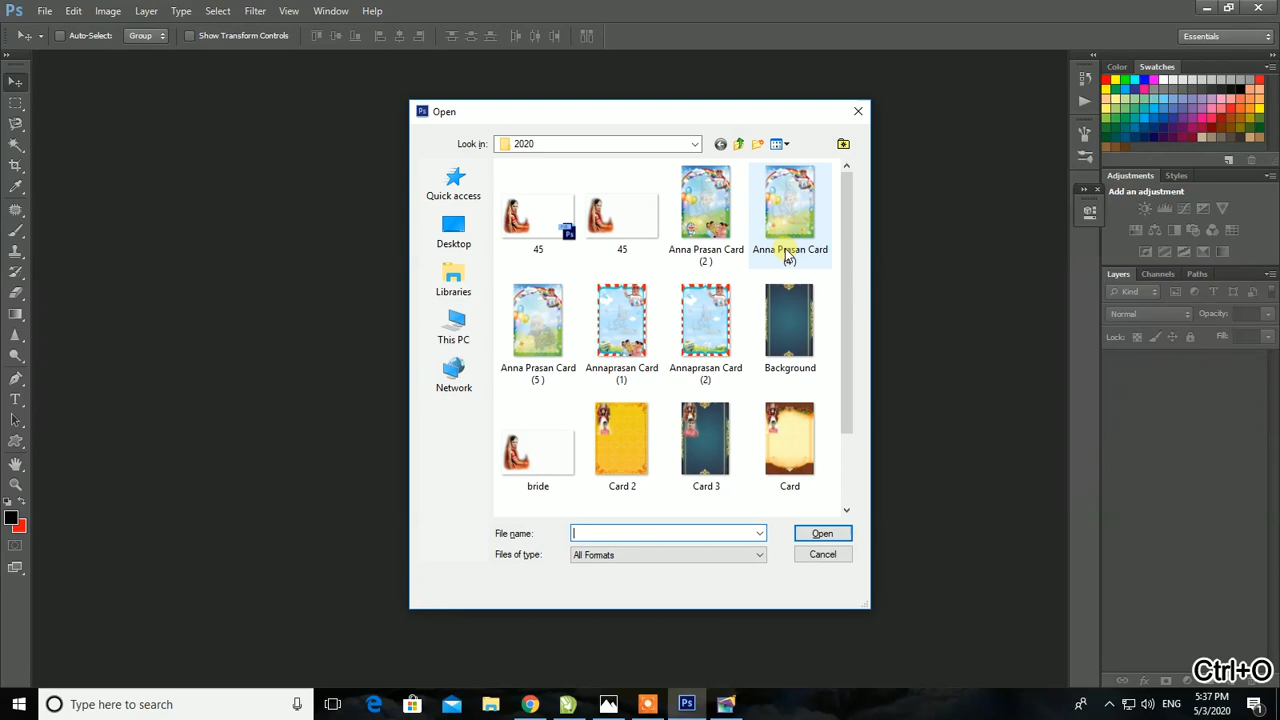 Ps File Edit Image Layer Type Select Filter View Window Help
Auto-Select: Group Show Transform Controls Essentials
Color Swatches
Open
Look in: 2020
Quick access
Desktop
Libraries
This PC
Network
45 45 Anna Prasan Card Anna Prasan Card
(2 )
Anna Prasan Card Annaprasan Card Annaprasan Card Background
(5 ) (1) (2)
bride Card 2 Card 3 Card
File name: Open
Files of type: All Formats Cancel
Adjustments Styles
Add an adjustment
Layers Channels Paths
Kind
Normal Opacity:
Lock: Fill:
Ctrl+O
Type here to search
ENG 5:37 PM
5/3/2020